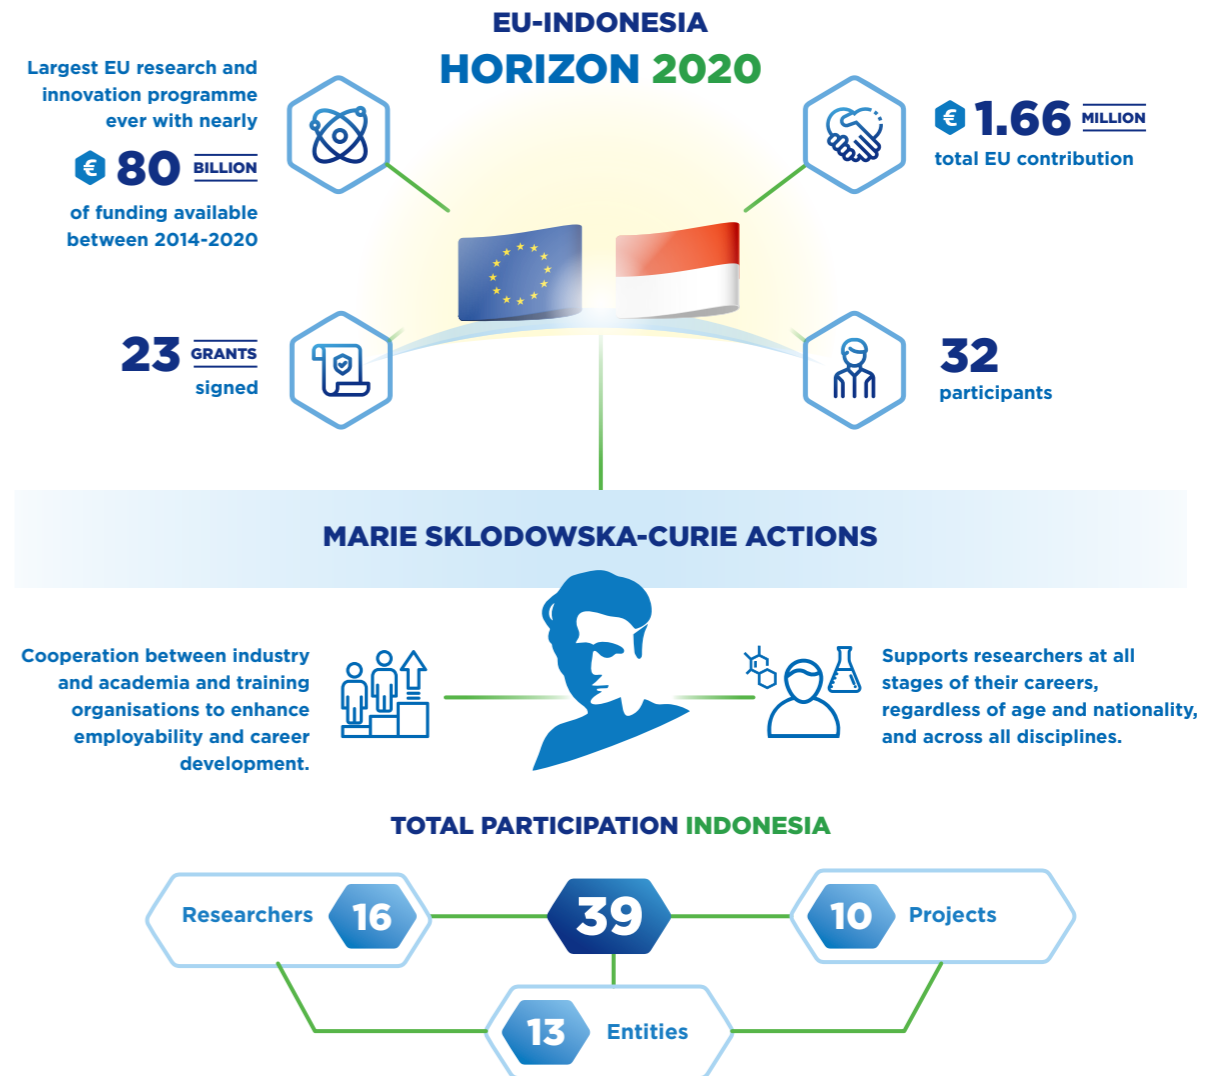 EU-INDONESIA
HORIZON 2020
Largest EU research and
innovation programme
ever with nearly
€ 80 BILLION
of funding available
between 2014-2020
€ 1.66 MILLION
total EU contribution
23 GRANTS
signed
32
participants
MARIE SKLODOWSKA-CURIE ACTIONS
Cooperation between industry
and academia and training
organisations to enhance
employability and career
development.
Supports researchers at all
stages of their careers,
regardless of age and nationality,
and across all disciplines.
TOTAL PARTICIPATION INDONESIA
Researchers 16
39
10 Projects
13 Entities